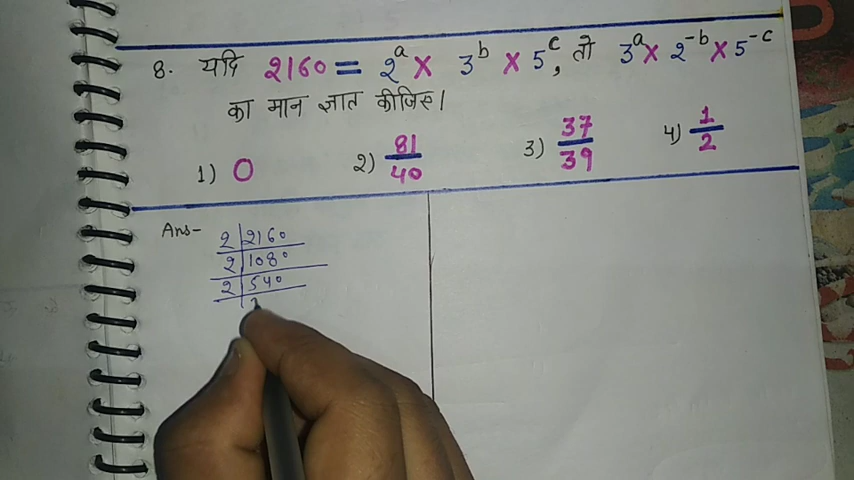 8. यदि 2160 = 2^a × 3^b × 5^c, तो 3^a × 2^-b × 5^-c
का मान ज्ञात कीजिए।
1) 0 2) 81/40 3) 37/39 4) 1/2
Ans-
2 | 2160
2 | 1080
2 | 540